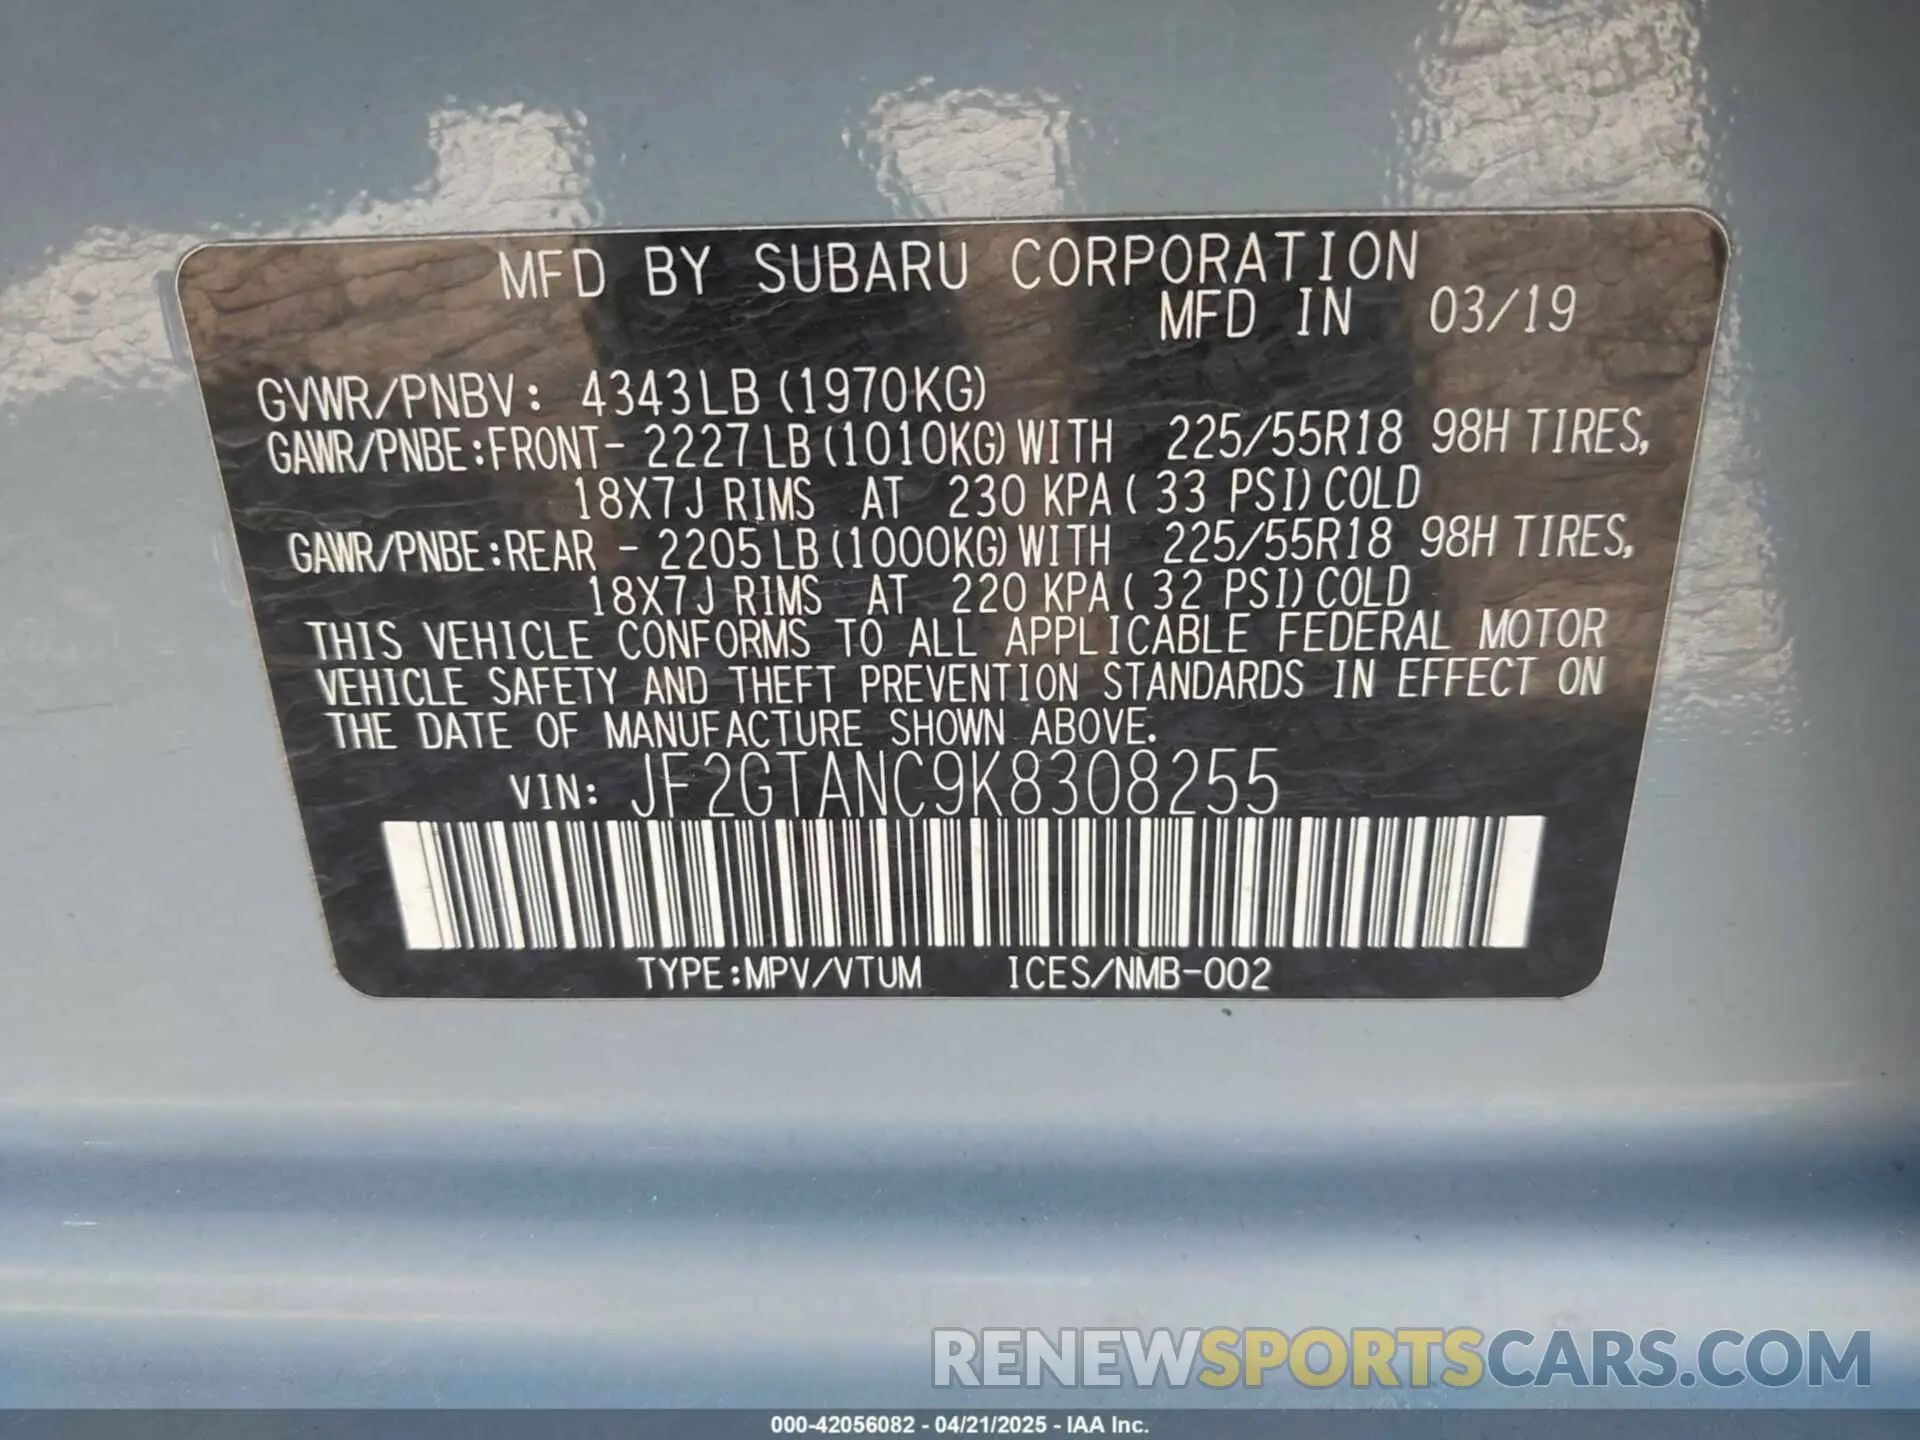 MFD BY SUBARU CORPORATION
MFD IN 03/19
GVWR/PNBV: 4343LB (1970KG)
GAWR/PNBE:FRONT- 2227LB (1010KG) WITH 225/55R18 98H TIRES,
18X7J RIMS AT 230 KPA ( 33 PSI) COLD
GAWR/PNBE:REAR - 2205LB (1000KG) WITH 225/55R18 98H TIRES,
18X7J RIMS AT 220 KPA ( 32 PSI) COLD
THIS VEHICLE CONFORMS TO ALL APPLICABLE FEDERAL MOTOR
VEHICLE SAFETY AND THEFT PREVENTION STANDARDS IN EFFECT ON
THE DATE OF MANUFACTURE SHOWN ABOVE.
VIN: JF2GTANC9K8308255
TYPE:MPV/VTUM ICES/NMB-002
RENEWSPORTSCARS.COM
000-42056082 - 04/21/2025 - IAA Inc.